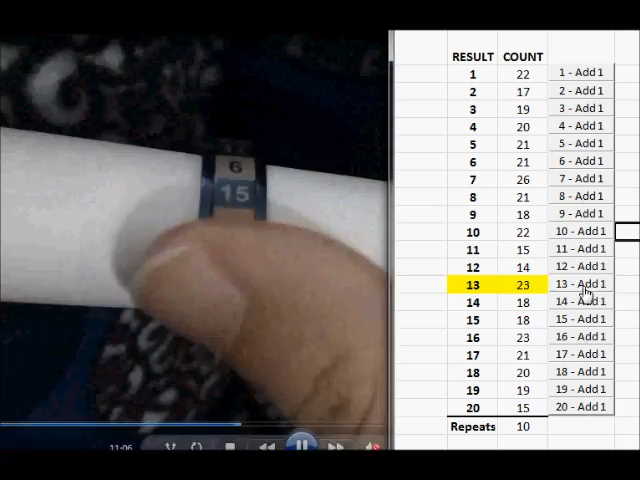 RESULT COUNT
1 22 1 - Add 1
2 17 2 - Add 1
3 19 3 - Add 1
4 20 4 - Add 1
5 21 5 - Add 1
6 21 6 - Add 1
7 26 7 - Add 1
8 21 8 - Add 1
9 18 9 - Add 1
10 22 10 - Add 1
11 15 11 - Add 1
12 14 12 - Add 1
13 23 13 - Add 1
14 18 14 - Add 1
15 18 15 - Add 1
16 23 16 - Add 1
17 21 17 - Add 1
18 20 18 - Add 1
19 19 19 - Add 1
20 15 20 - Add 1
Repeats 10
6
15
11:06